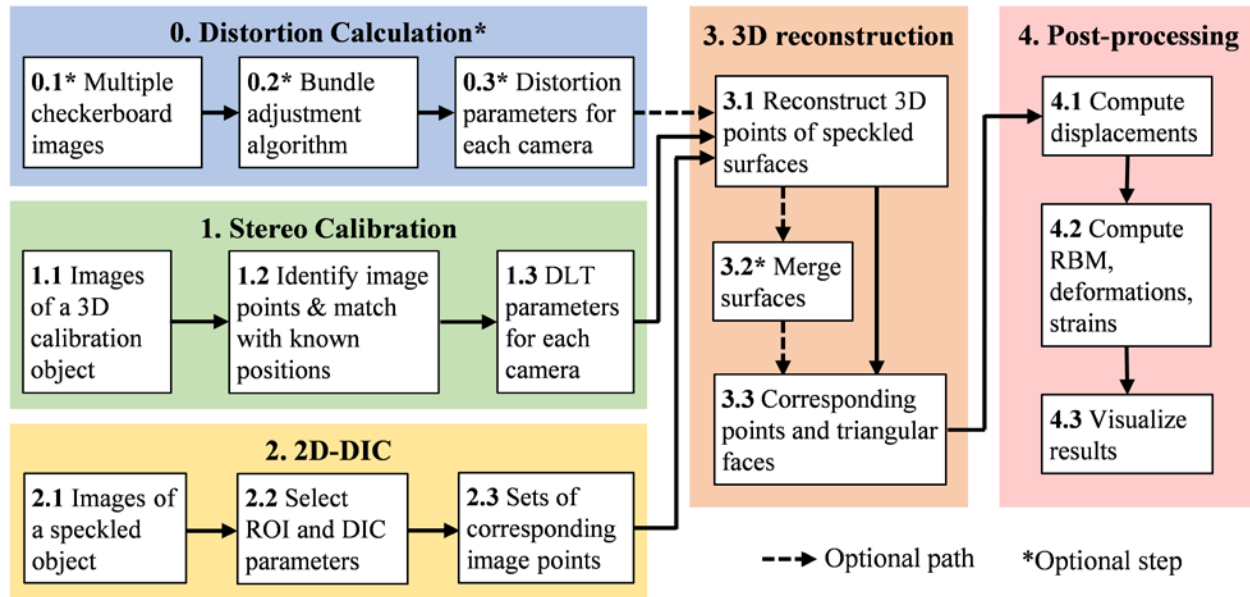 0. Distortion Calculation*
0.1* Multiple
checkerboard
images
0.2* Bundle
adjustment
algorithm
0.3* Distortion
parameters for
each camera
1. Stereo Calibration
1.1 Images
of a 3D
calibration
object
1.2 Identify image
points & match
with known
positions
1.3 DLT
parameters
for each
camera
2. 2D-DIC
2.1 Images of
a speckled
object
2.2 Select
ROI and DIC
parameters
2.3 Sets of
corresponding
image points
3. 3D reconstruction
3.1 Reconstruct 3D
points of speckled
surfaces
3.2* Merge
surfaces
3.3 Corresponding
points and triangular
faces
4. Post-processing
4.1 Compute
displacements
4.2 Compute
RBM,
deformations,
strains
4.3 Visualize
results
Optional path
*Optional step